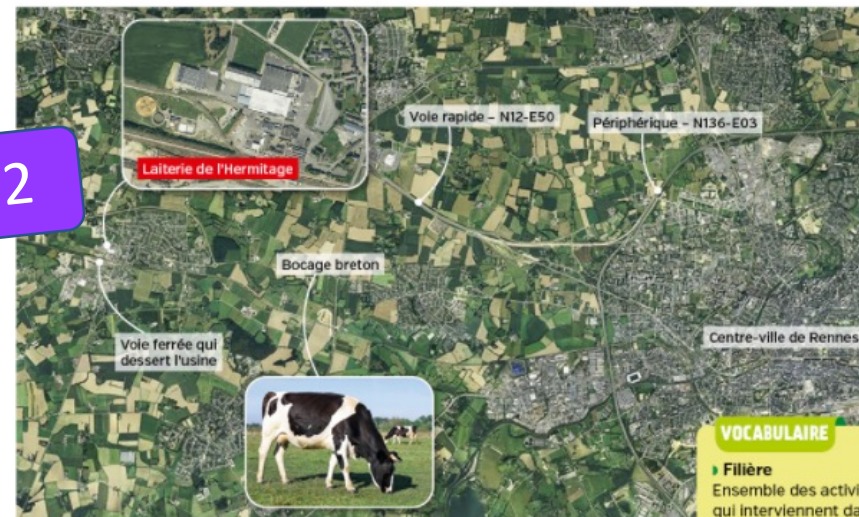 2
Laiterie de l'Hermitage
Voie rapide – N12-E50
Périphérique – N136-E03
Bocage breton
Voie ferrée qui
dessert l'usine
Centre-ville de Rennes
VOCABULAIRE
Filière
Ensemble des activi
qui interviennent da